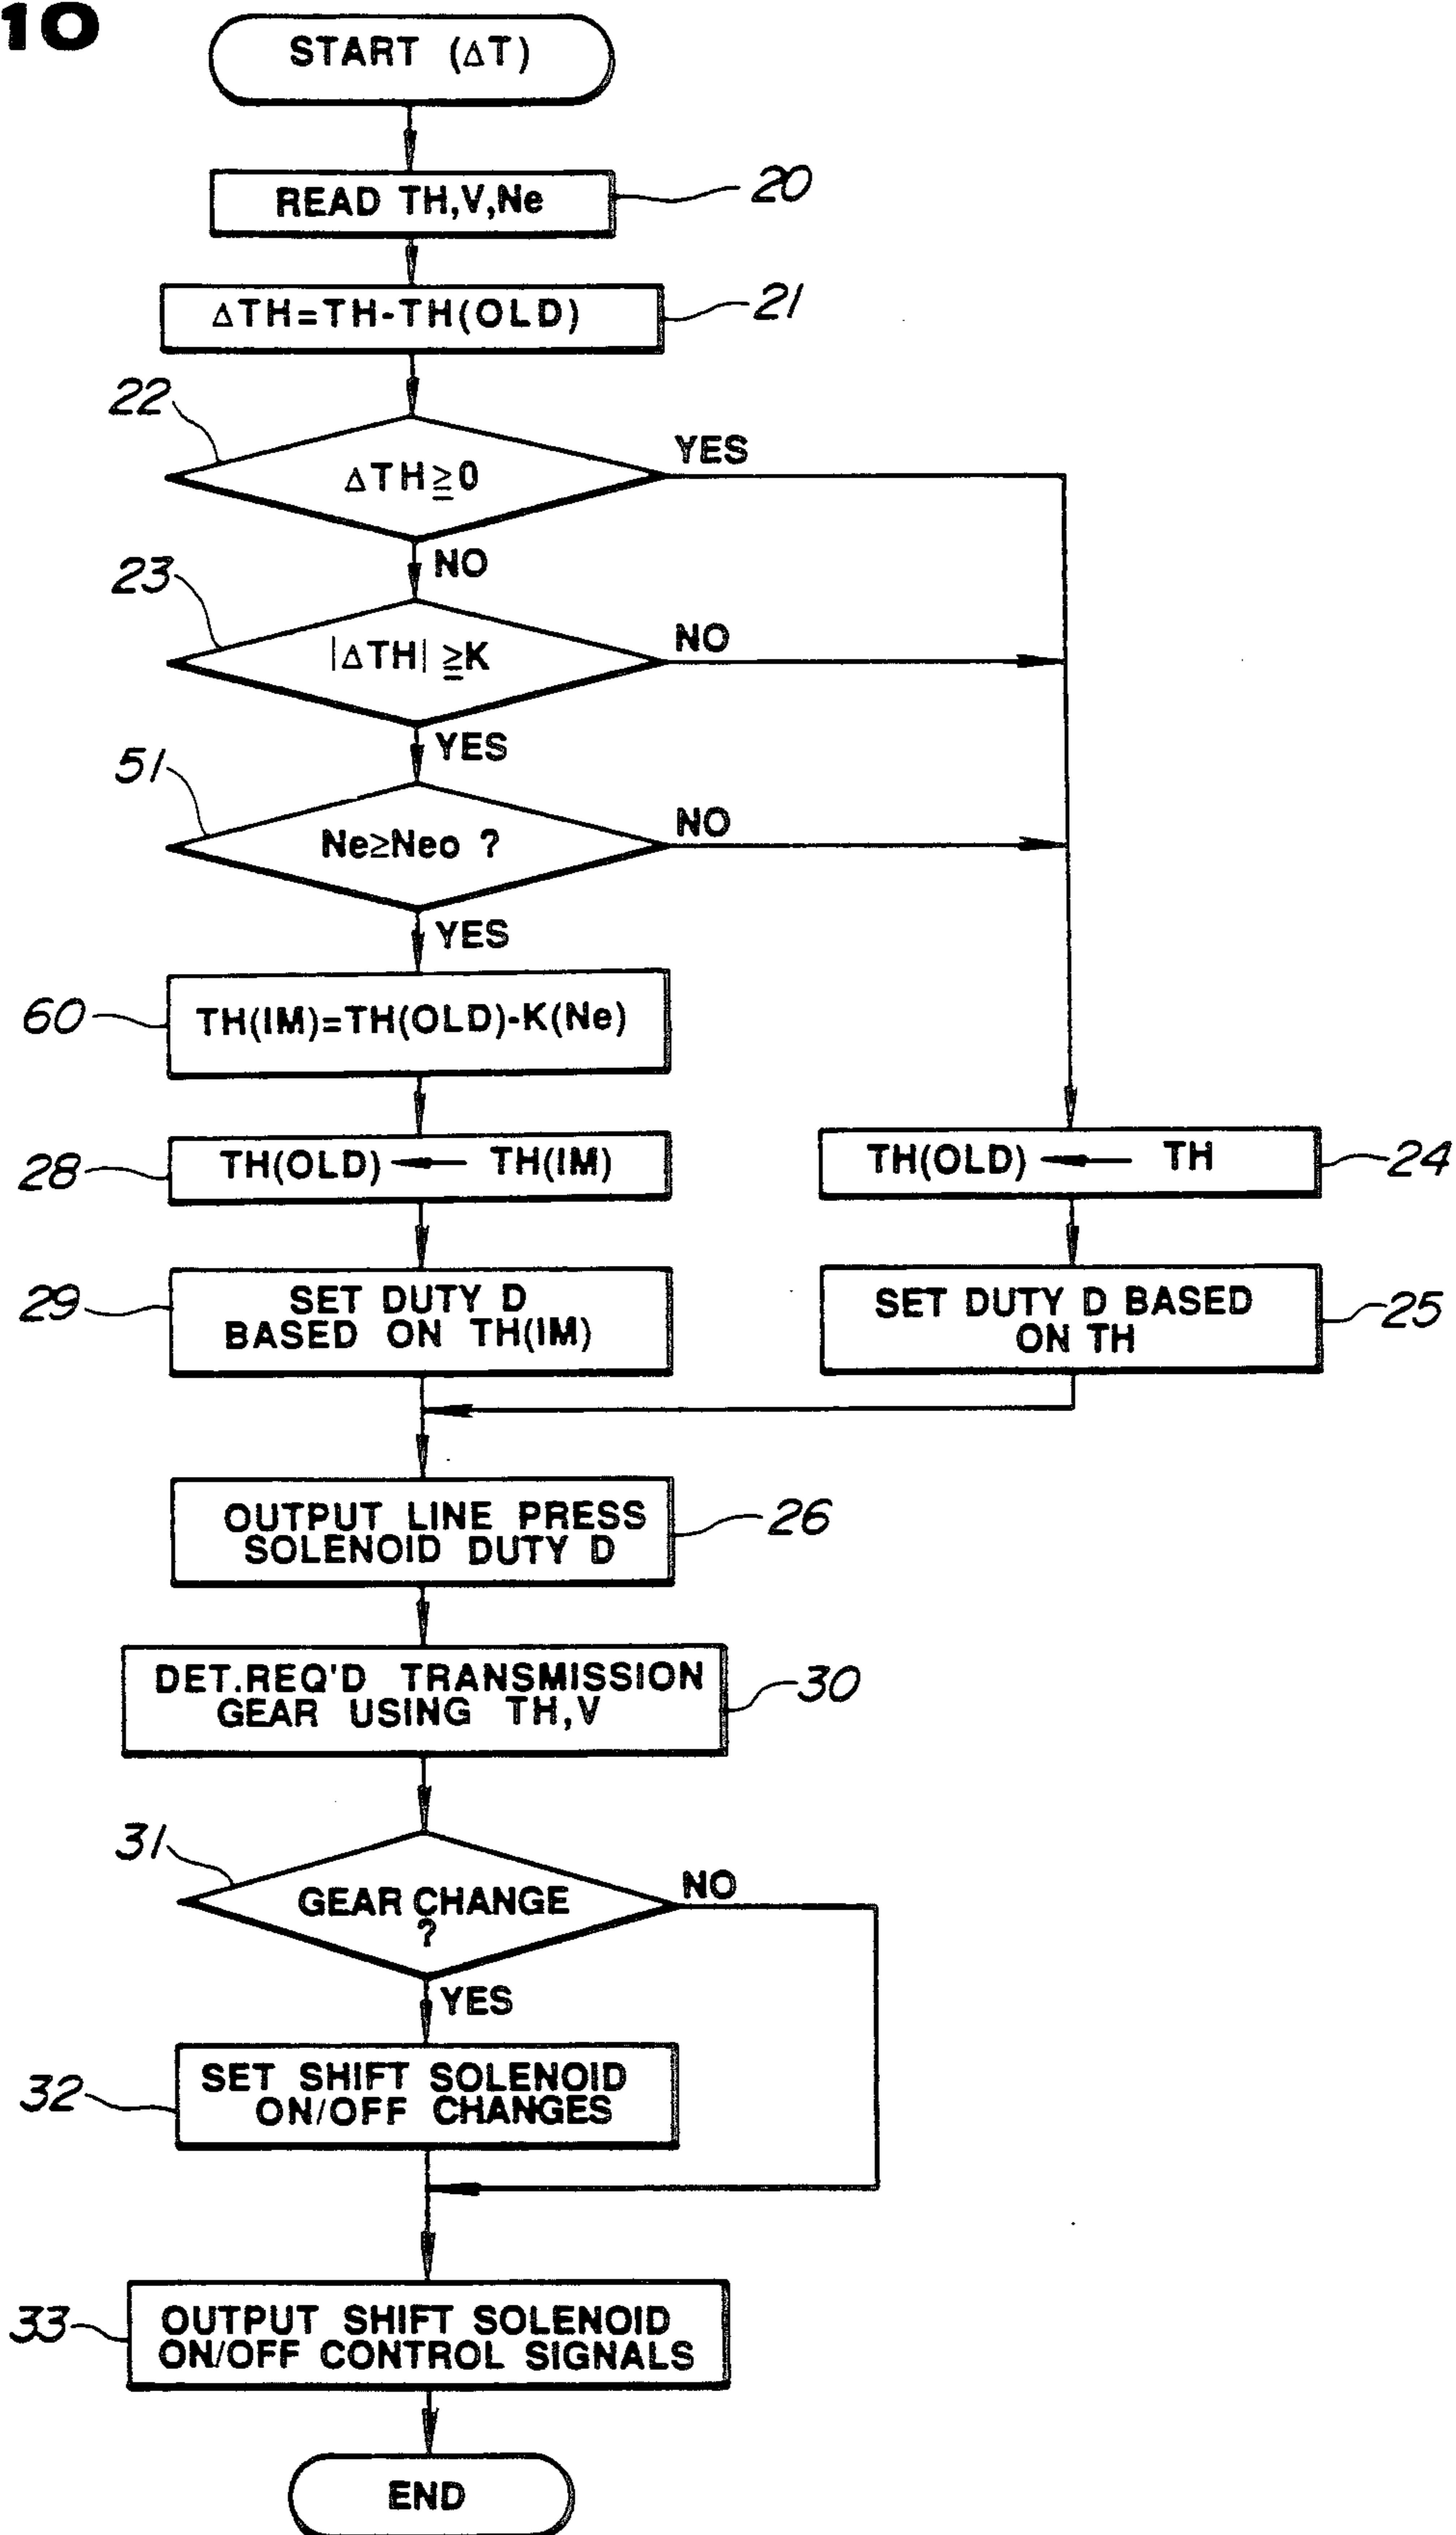 10
START (ΔT)
READ TH,V,Ne
20
ΔTH=TH-TH(OLD)
21
22
ΔTH≧0
YES
NO
23
|ΔTH| ≧K
NO
YES
51
Ne≥Neo ?
NO
YES
60
TH(IM)=TH(OLD)-K(Ne)
28
TH(OLD) ← TH(IM)
TH(OLD) ← TH
24
29
SET DUTY D
BASED ON TH(IM)
SET DUTY D BASED
ON TH
25
OUTPUT LINE PRESS
SOLENOID DUTY D
26
DET.REQ'D TRANSMISSION
GEAR USING TH,V
30
31
GEAR CHANGE
?
NO
YES
32
SET SHIFT SOLENOID
ON/OFF CHANGES
33
OUTPUT SHIFT SOLENOID
ON/OFF CONTROL SIGNALS
END